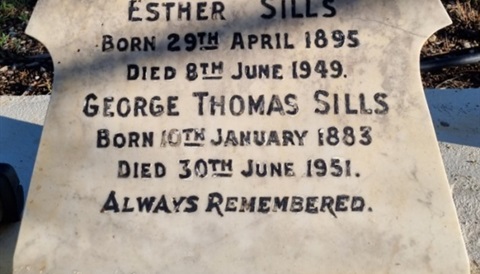 Esther Sills
Born 29th April 1895
Died 8th June 1949.
George Thomas Sills
Born 10th January 1883
Died 30th June 1951.
Always Remembered.